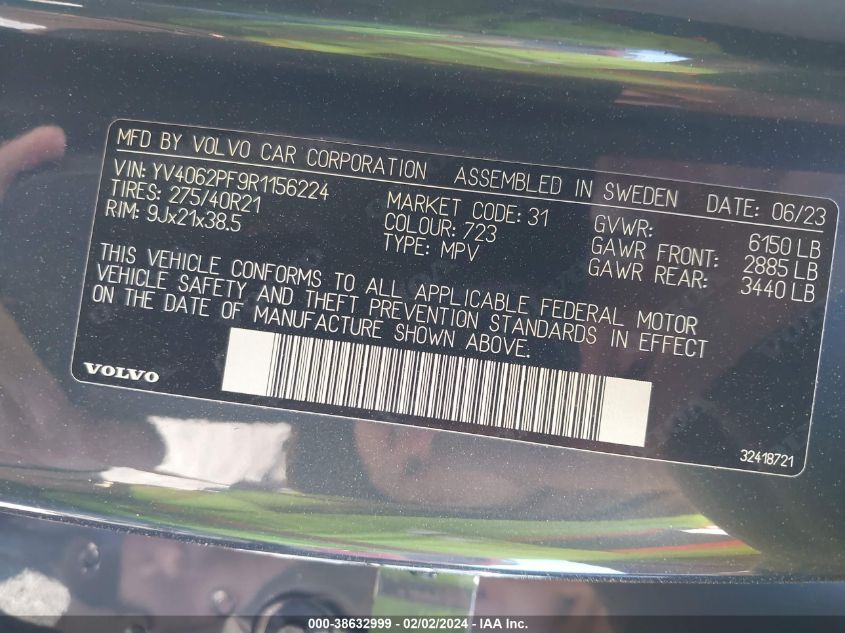 MFD BY VOLVO CAR CORPORATION ASSEMBLED IN SWEDEN DATE: 06/23
VIN: YV4062PF9R1156224
TIRES: 275/40R21
RIM: 9Jx21x38.5
MARKET CODE: 31
COLOUR: 723
TYPE: MPV
GVWR: 6150 LB
GAWR FRONT: 2885 LB
GAWR REAR: 3440 LB
THIS VEHICLE CONFORMS TO ALL APPLICABLE FEDERAL MOTOR
VEHICLE SAFETY AND THEFT PREVENTION STANDARDS IN EFFECT
ON THE DATE OF MANUFACTURE SHOWN ABOVE.
VOLVO
32418721
000-38632999 - 02/02/2024 - IAA Inc.